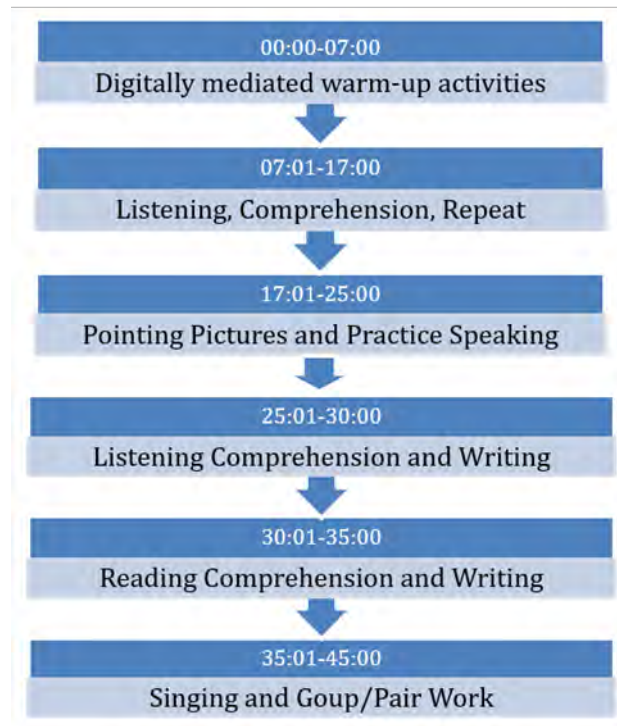 00:00-07:00
Digitally mediated warm-up activities
07:01-17:00
Listening, Comprehension, Repeat
17:01-25:00
Pointing Pictures and Practice Speaking
25:01-30:00
Listening Comprehension and Writing
30:01-35:00
Reading Comprehension and Writing
35:01-45:00
Singing and Goup/Pair Work